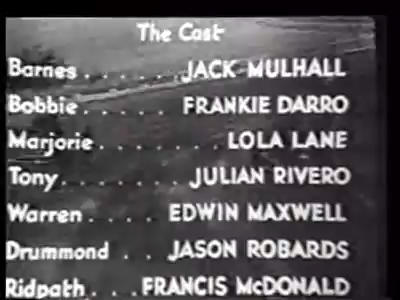 The Cast
Barnes . . . . . . JACK MULHALL
Bobbie . . . . . FRANKIE DARRO
Marjorie . . . . . . . LOLA LANE
Tony . . . . . . . JULIAN RIVERO
Warren . . . . EDWIN MAXWELL
Drummond . . JASON ROBARDS
Ridpath . . . FRANCIS McDONALD